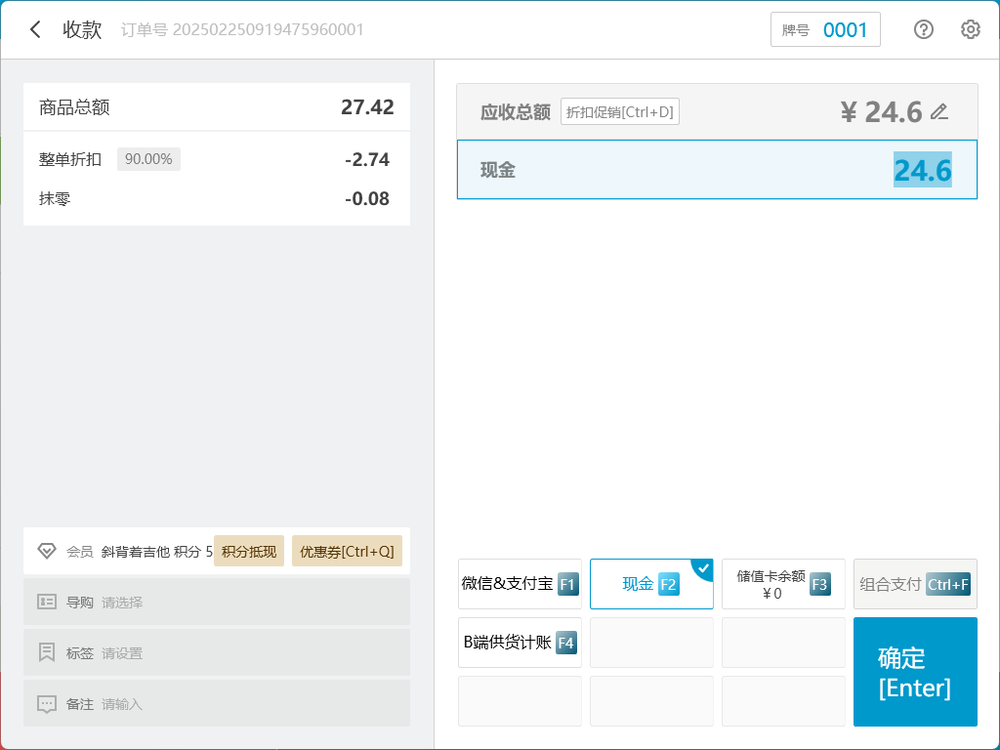 收款 订单号 202502250919475960001
牌号 0001
商品总额 27.42
整单折扣 90.00% -2.74
抹零 -0.08
会员 斜背着吉他 积分 5 积分抵现 优惠券[Ctrl+Q]
导购 请选择
标签 请设置
备注 请输入
应收总额 折扣促销[Ctrl+D] ¥ 24.6
现金 24.6
微信&支付宝 F1
现金 F2
储值卡余额
¥ 0 F3
组合支付 Ctrl+F
B端供货计账 F4
确定
[Enter]